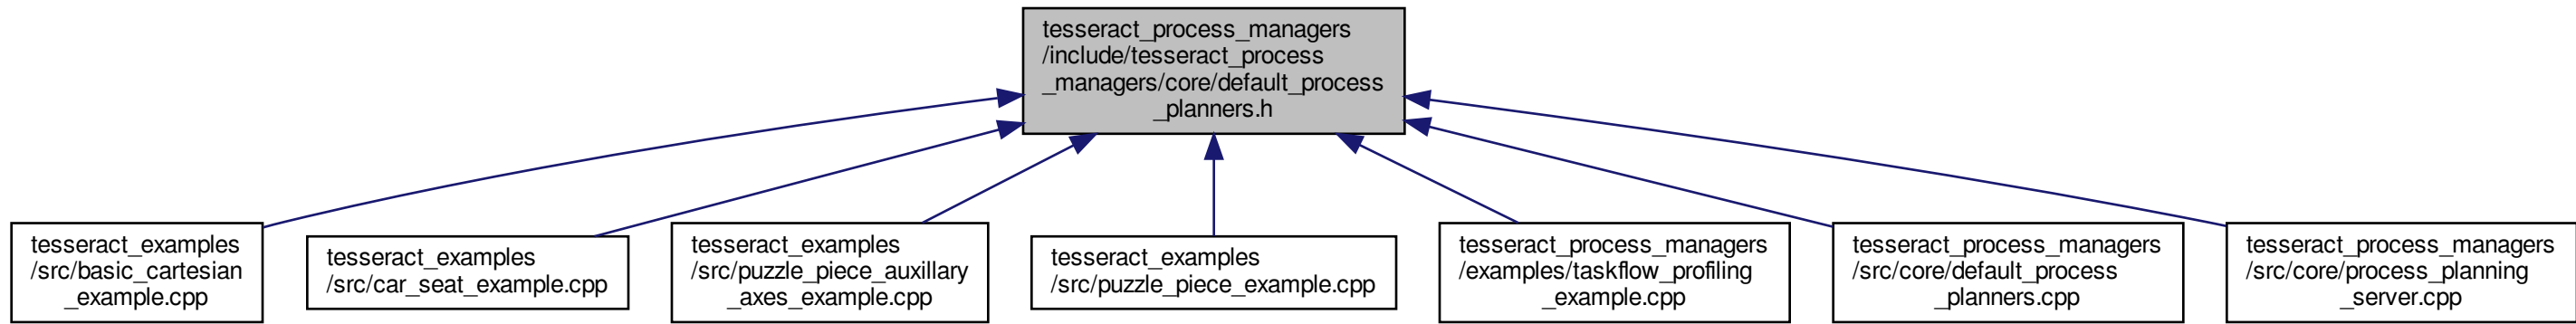 tesseract_process_managers
/include/tesseract_process
_managers/core/default_process
_planners.h
tesseract_examples
/src/basic_cartesian
_example.cpp
tesseract_examples
/src/car_seat_example.cpp
tesseract_examples
/src/puzzle_piece_auxillary
_axes_example.cpp
tesseract_examples
/src/puzzle_piece_example.cpp
tesseract_process_managers
/examples/taskflow_profiling
_example.cpp
tesseract_process_managers
/src/core/default_process
_planners.cpp
tesseract_process_managers
/src/core/process_planning
_server.cpp